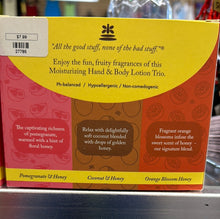 $7.99
27795
"All the good stuff, none of the bad stuff."®
Enjoy the fun, fruity fragrances of this
Moisturizing Hand & Body Lotion Trio.
Ph-balanced / Hypoallergenic / Non-comedogenic
The captivating richness
of pomegranate,
warmed with a hint of
floral honey.
Relax with delightfully
soft coconut blended
with drops of golden
honey.
Fragrant orange
blossoms infuse the
sweet scent of honey -
our signature blend.
Pomegranate & Honey
Coconut & Honey
Orange Blossom Honey